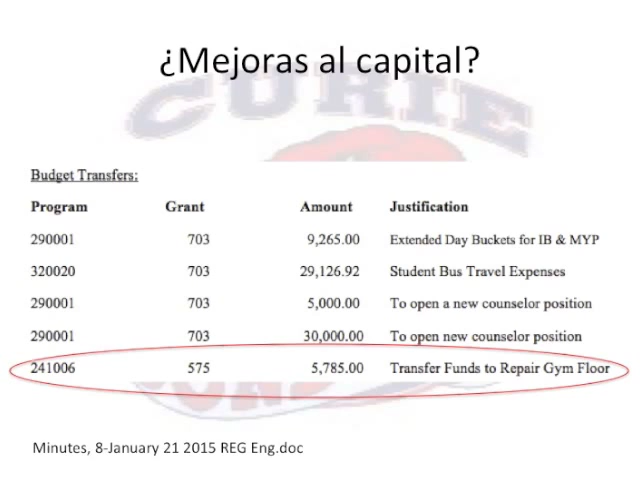 ¿Mejoras al capital?
CURIE
Budget Transfers:
Program Grant Amount Justification
290001 703 9,265.00 Extended Day Buckets for IB & MYP
320020 703 29,126.92 Student Bus Travel Expenses
290001 703 5,000.00 To open a new counselor position
290001 703 30,000.00 To open new counselor position
241006 575 5,785.00 Transfer Funds to Repair Gym Floor
Minutes, 8-January 21 2015 REG Eng.doc